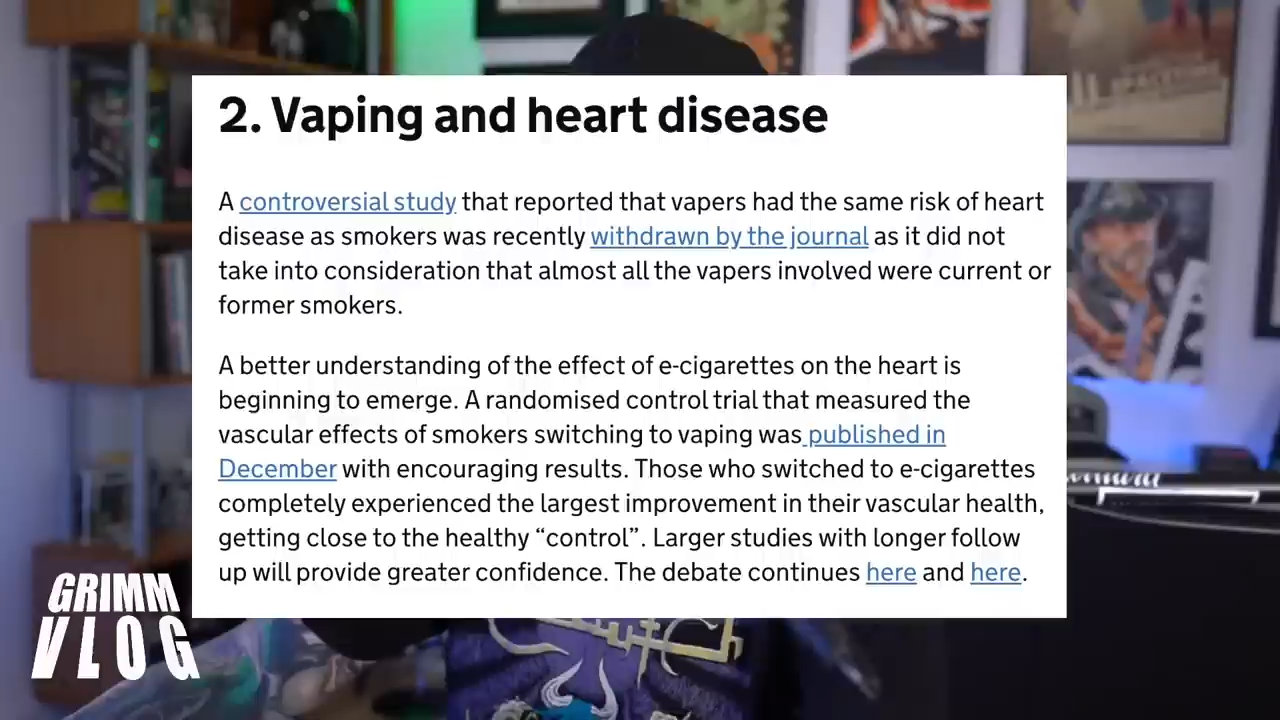 2. Vaping and heart disease
A controversial study that reported that vapers had the same risk of heart
disease as smokers was recently withdrawn by the journal as it did not
take into consideration that almost all the vapers involved were current or
former smokers.
A better understanding of the effect of e-cigarettes on the heart is
beginning to emerge. A randomised control trial that measured the
vascular effects of smokers switching to vaping was published in
December with encouraging results. Those who switched to e-cigarettes
completely experienced the largest improvement in their vascular health,
getting close to the healthy “control”. Larger studies with longer follow
up will provide greater confidence. The debate continues here and here.
GRIMM
VLOG